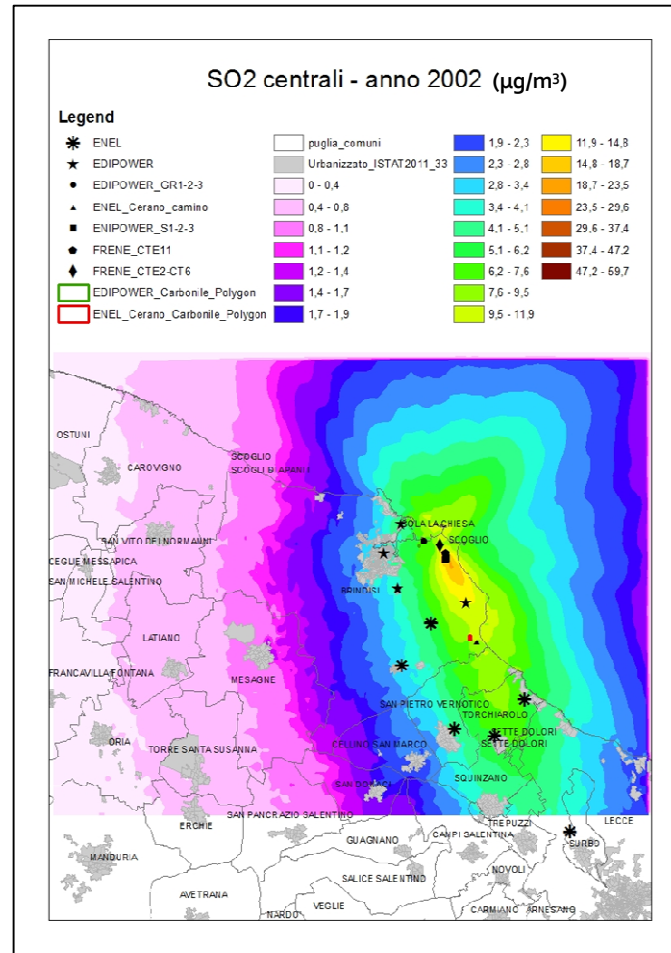 SO2 centrali - anno 2002 (µg/m³)
Legend
ENEL
EDIPOWER
EDIPOWER_GR1-2-3
ENEL_Cerano_camino
ENIPOWER_S1-2-3
FRENE_CTE11
FRENE_CTE2-CT6
EDIPOWER_Carbonile_Polygon
ENEL_Cerano_Carbonile_Polygon
puglia_comuni
Urbanizzato_ISTAT2011_33
0 - 0,4
0,4 - 0,8
0,8 - 1,1
1,1 - 1,2
1,2 - 1,4
1,4 - 1,7
1,7 - 1,9
1,9 - 2,3
2,3 - 2,8
2,8 - 3,4
3,4 - 4,1
4,1 - 5,1
5,1 - 6,2
6,2 - 7,6
7,6 - 9,5
9,5 - 11,9
11,9 - 14,8
14,8 - 18,7
18,7 - 23,5
23,5 - 29,6
29,6 - 37,4
37,4 - 47,2
47,2 - 59,7
OSTUNI
CAROVIGNO
SCOGLIO
SCOGLI
SAN VITO DEI NORMANNI
ISOLA LA CHIESA
SCOGLIO
CEGLIE MESSAPICA
SAN MICHELE SALENTINO
BRINDISI
LATIANO
FRANCAVILLA FONTANA
MESAGNE
SAN PIETRO VERNOTICO
TORCHIAROLO
ORIA
TORRE SANTA SUSANNA
CELLINO SAN MARCO
SETTE DOLORI
SQUINZANO
SAN DONACI
ERCHIE
SAN PANCRAZIO SALENTINO
TREPUZZI
LECCE
GUAGNANO
CAMPI SALENTINA
SURBO
MANDURIA
SALICE SALENTINO
NOVOLI
AVETRANA
VEGLIE
NARDO
CARMIANO
ARNESANO